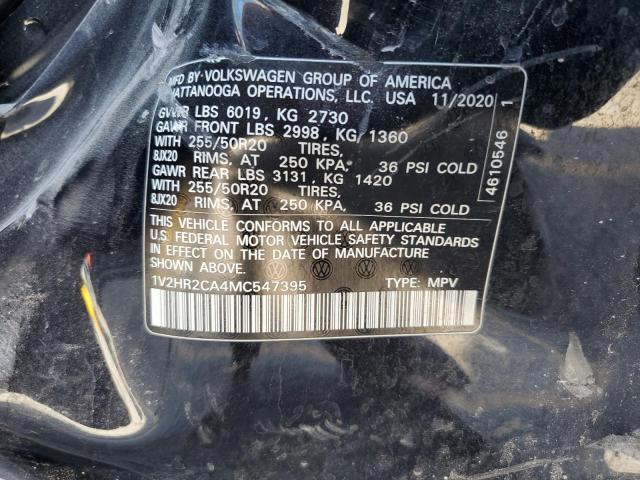 MFD BY VOLKSWAGEN GROUP OF AMERICA
CHATTANOOGA OPERATIONS, LLC. USA 11/2020
GVWR LBS 6019, KG 2730
GAWR FRONT LBS 2998, KG 1360
WITH 255/50R20 TIRES,
8JX20 RIMS, AT 250 KPA, 36 PSI COLD
GAWR REAR LBS 3131, KG 1420
WITH 255/50R20 TIRES,
8JX20 RIMS, AT 250 KPA, 36 PSI COLD
THIS VEHICLE CONFORMS TO ALL APPLICABLE
U.S. FEDERAL MOTOR VEHICLE SAFETY STANDARDS
IN EFFECT ON THE DATE OF MANUFACTURE
SHOWN ABOVE.
1V2HR2CA4MC547395 TYPE: MPV
4610546 1